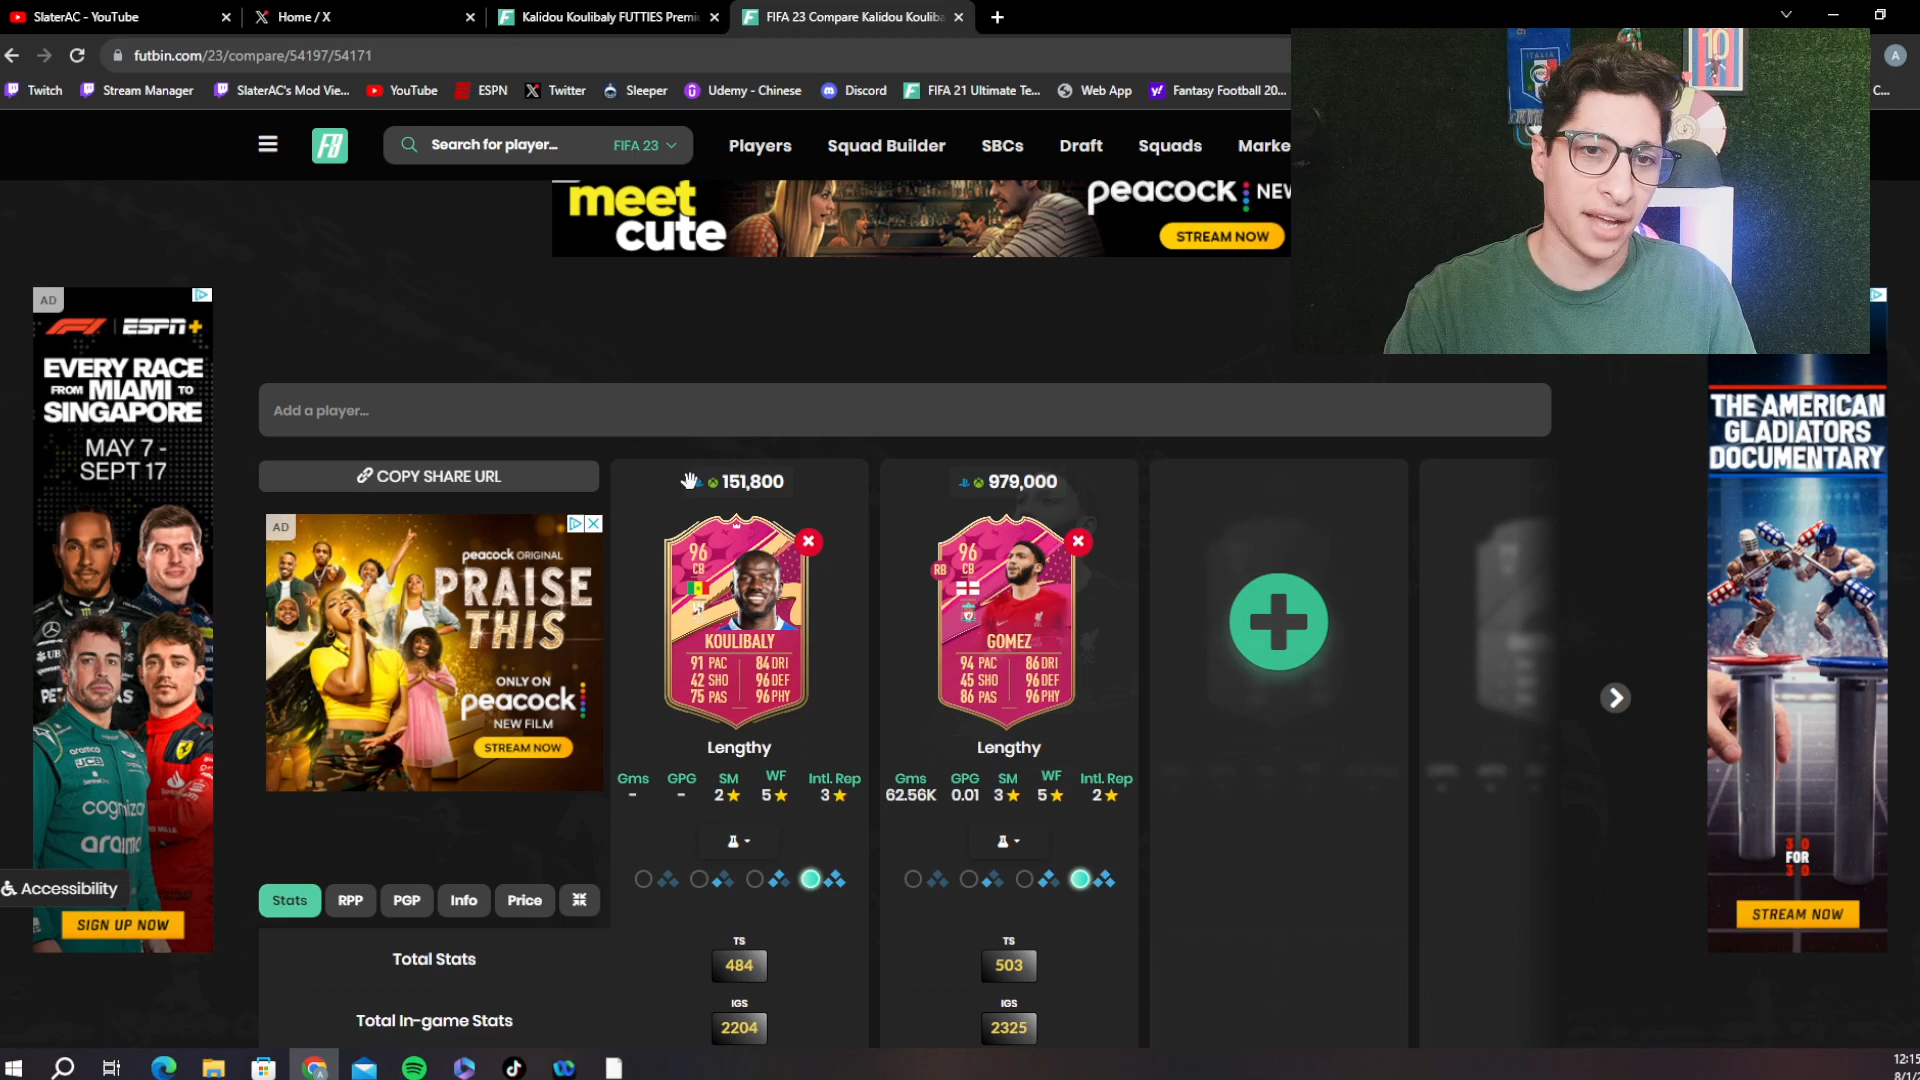 SlaterAC - YouTube
Home / X
Kalidou Koulibaly FUTTIES Premi
FIFA 23 Compare Kalidou Kouliba
futbin.com/23/compare/54197/54171
A
Twitch
Stream Manager
SlaterAC's Mod Vie...
YouTube
ESPN
Twitter
Sleeper
Udemy - Chinese
Discord
FIFA 21 Ultimate Te...
Web App
Fantasy Football 20...
C...
Search for player...
FIFA 23
Players
Squad Builder
SBCs
Draft
Squads
Marke
meet
cute
peacock
NEW
STREAM NOW
ITALIA
10
AD
F1 ESPN+
EVERY RACE
FROM MIAMI TO
SINGAPORE
MAY 7 -
SEPT 17
SIGN UP NOW
Accessibility
Add a player...
COPY SHARE URL
151,800
979,000
AD
peacock ORIGINAL
PRAISE
THIS
ONLY ON
peacock
NEW FILM
STREAM NOW
96
CB
KOULIBALY
91 PAC 84 DRI
42 SHO 96 DEF
75 PAS 96 PHY
Lengthy
Gms GPG SM WF Intl. Rep
- - 2★ 5★ 3★
RB
96
CB
GOMEZ
94 PAC 86 DRI
45 SHO 96 DEF
86 PAS 96 PHY
Lengthy
Gms GPG SM WF Intl. Rep
62.56K 0.01 3★ 5★ 2★
Stats
RPP
PGP
Info
Price
Total Stats
TS
484
TS
503
Total In-game Stats
IGS
2204
IGS
2325
THE AMERICAN
GLADIATORS
DOCUMENTARY
30
FOR
30
STREAM NOW
12:15
8/1/2